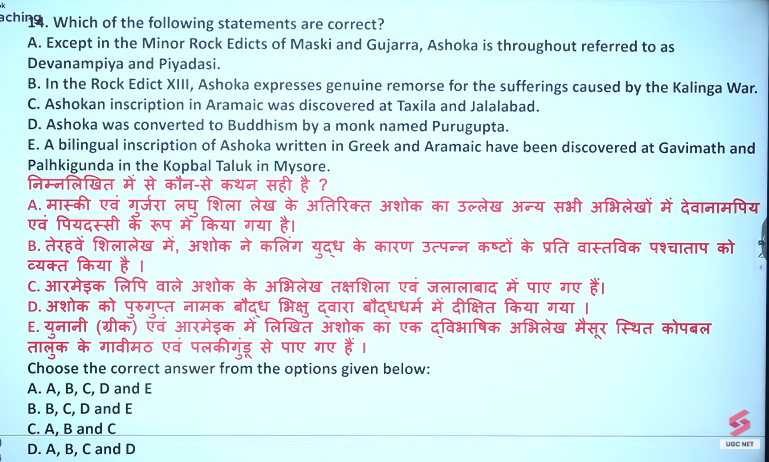 aching
14. Which of the following statements are correct?
A. Except in the Minor Rock Edicts of Maski and Gujarra, Ashoka is throughout referred to as
Devanampiya and Piyadasi.
B. In the Rock Edict XIII, Ashoka expresses genuine remorse for the sufferings caused by the Kalinga War.
C. Ashokan inscription in Aramaic was discovered at Taxila and Jalalabad.
D. Ashoka was converted to Buddhism by a monk named Purugupta.
E. A bilingual inscription of Ashoka written in Greek and Aramaic have been discovered at Gavimath and
Palhkigunda in the Kopbal Taluk in Mysore.
निम्नलिखित में से कौन-से कथन सही है ?
A. मास्की एवं गुर्जरा लघु शिला लेख के अतिरिक्त अशोक का उल्लेख अन्य सभी अभिलेखों में देवानामपिय
एवं पियदस्सी के रूप में किया गया है।
B. तेरहवें शिलालेख में, अशोक ने कलिंग युद्ध के कारण उत्पन्न कष्टों के प्रति वास्तविक पश्चाताप को
व्यक्त किया है ।
C. आरमेइक लिपि वाले अशोक के अभिलेख तक्षशिला एवं जलालाबाद में पाए गए हैं।
D. अशोक को पुरुगुप्त नामक बौद्ध भिक्षु द्वारा बौद्धधर्म में दीक्षित किया गया ।
E. युनानी (ग्रीक) एवं आरमेइक में लिखित अशोक का एक द्विभाषिक अभिलेख मैसूर स्थित कोपबल
तालुक के गावीमठ एवं पलकीगुंडू से पाए गए हैं ।
Choose the correct answer from the options given below:
A. A, B, C, D and E
B. B, C, D and E
C. A, B and C
D. A, B, C and D
UGC NET